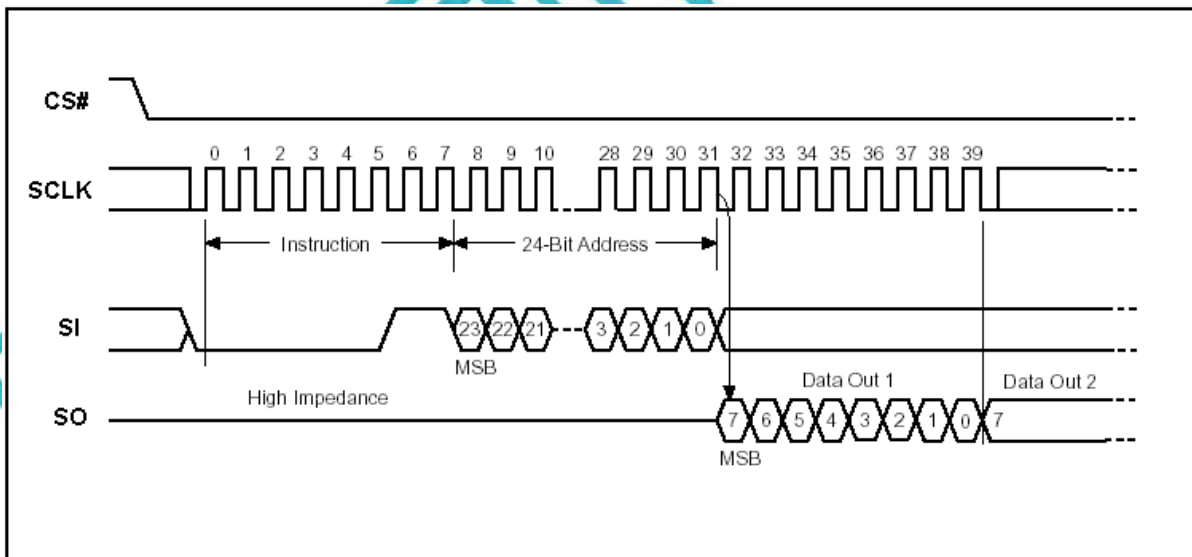 CS#
0 1 2 3 4 5 6 7 8 9 10 28 29 30 31 32 33 34 35 36 37 38 39
SCLK
Instruction 24-Bit Address
SI 23 22 21 3 2 1 0
MSB
Data Out 1 Data Out 2
High Impedance
SO 7 6 5 4 3 2 1 0 7
MSB